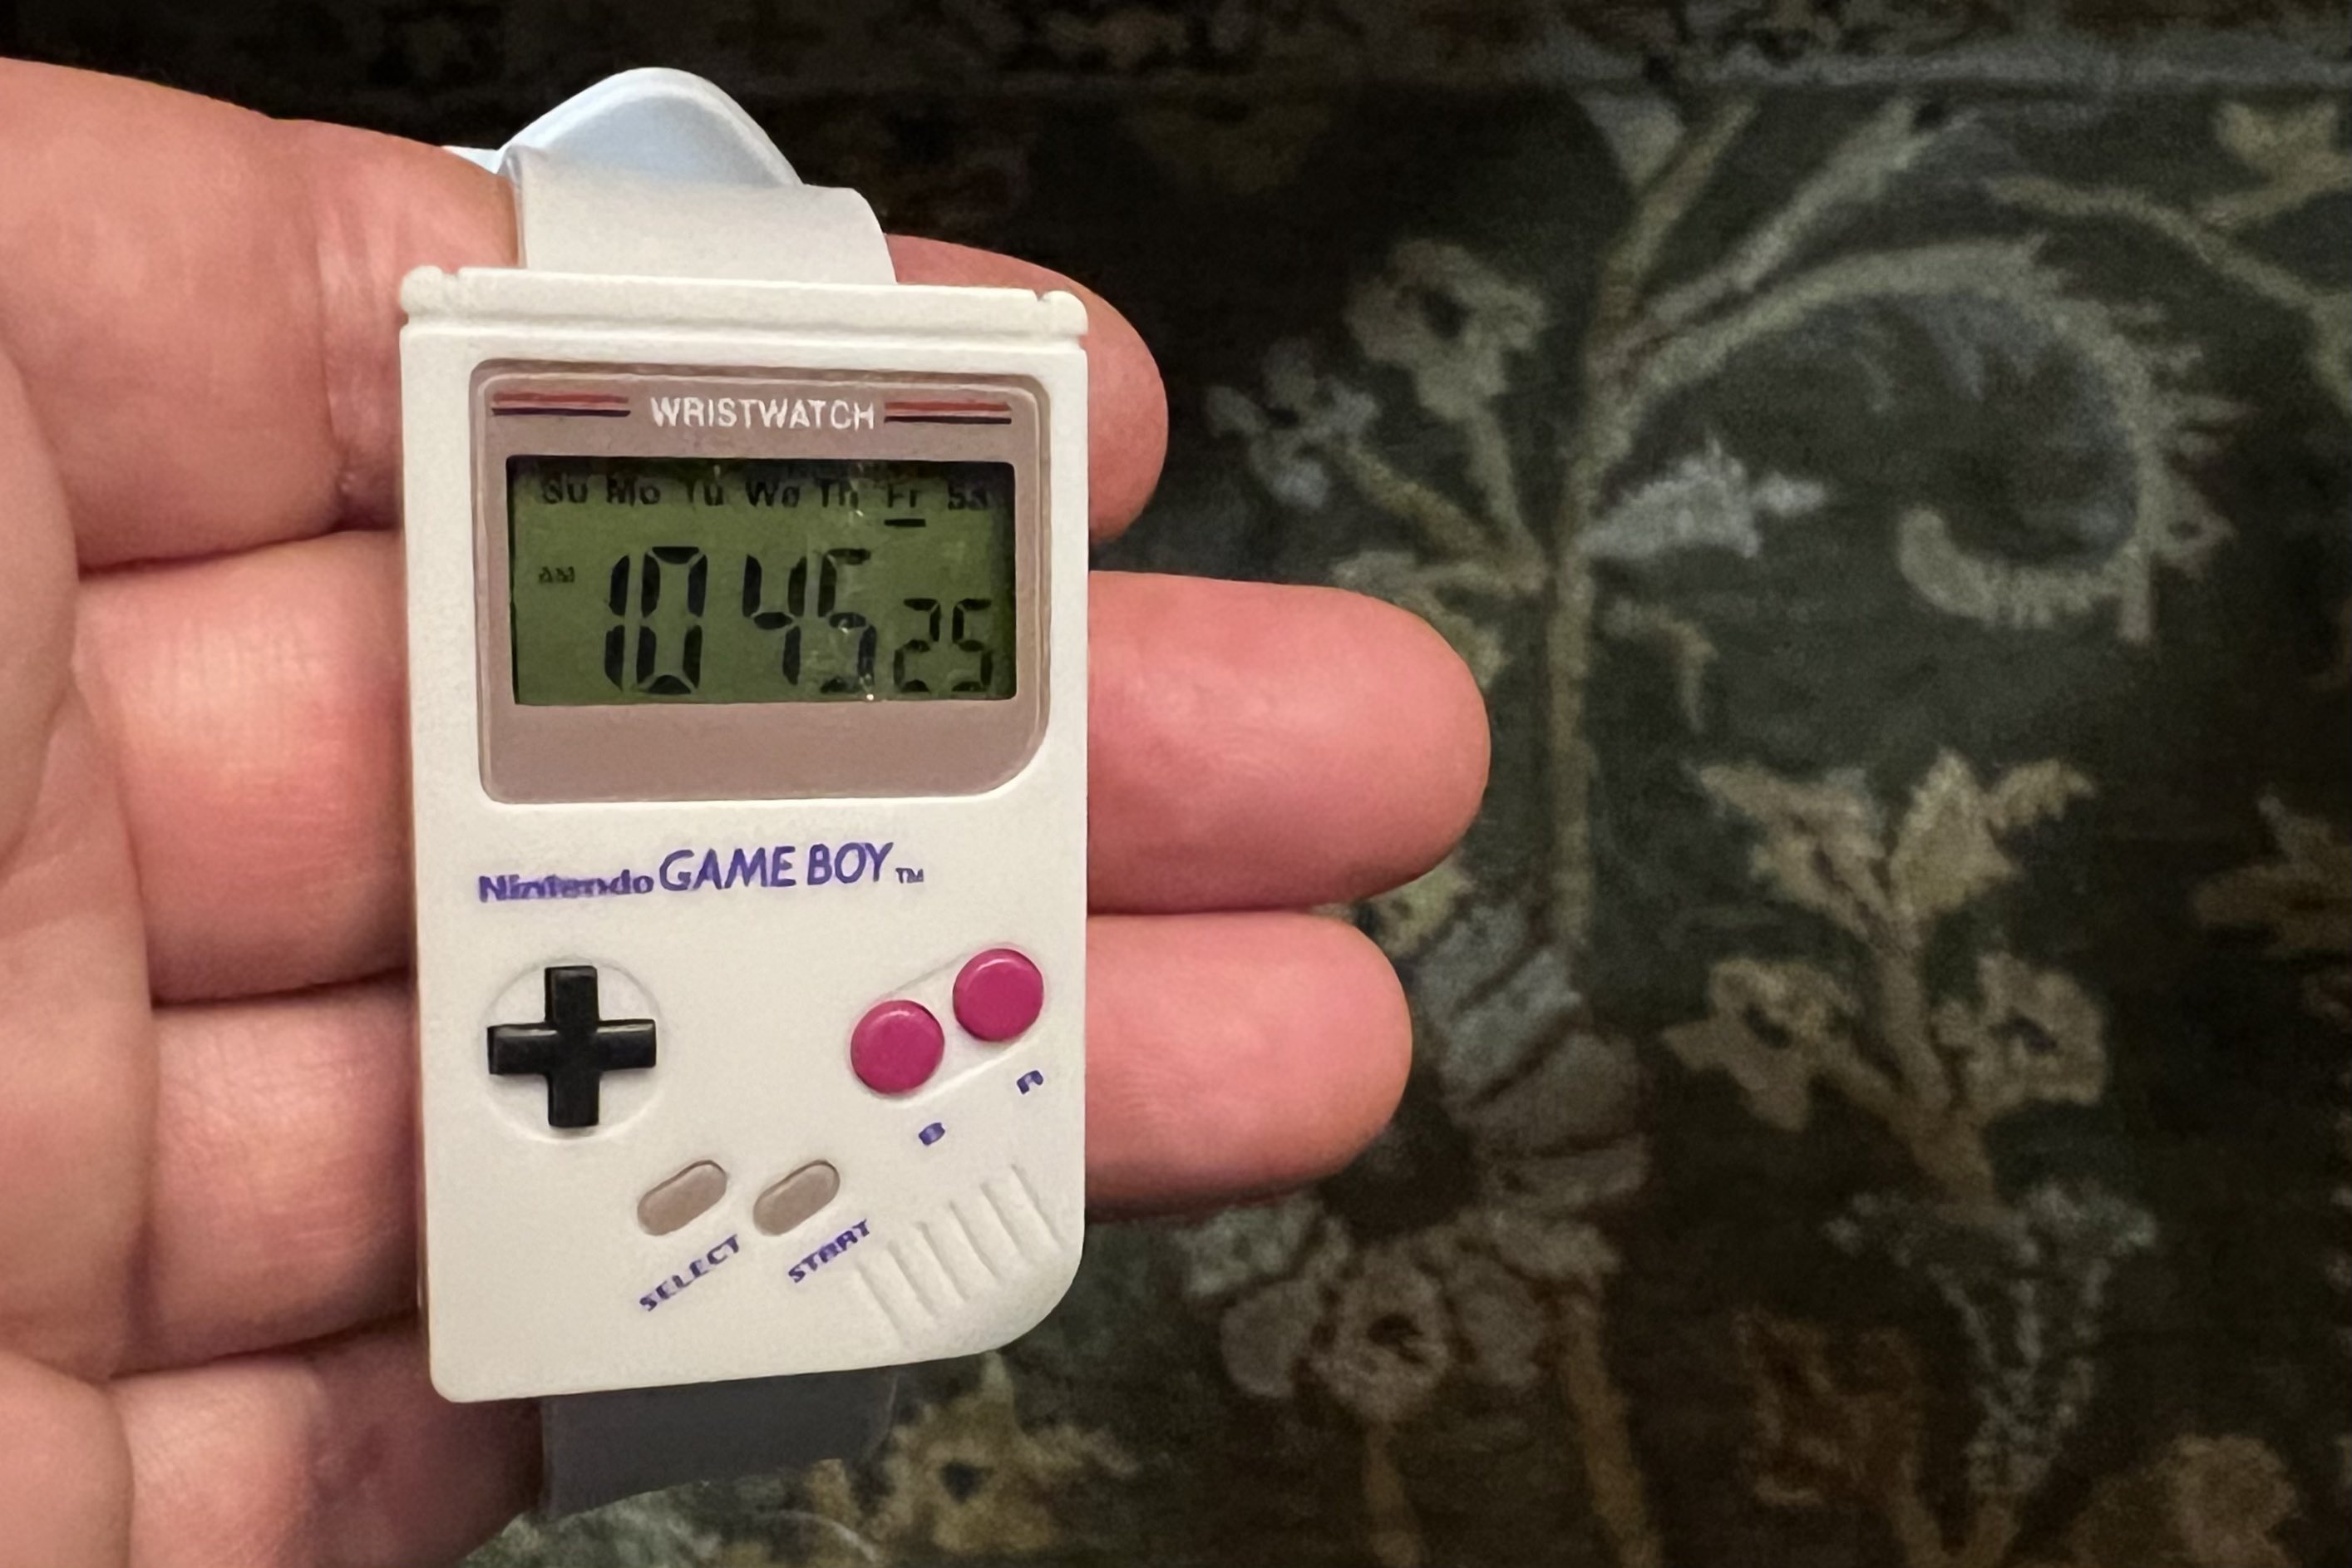 WRISTWATCH
Su Mo Tu We Th Fr Sa
AM 10 45 25
Nintendo GAME BOY™
A
B
SELECT START